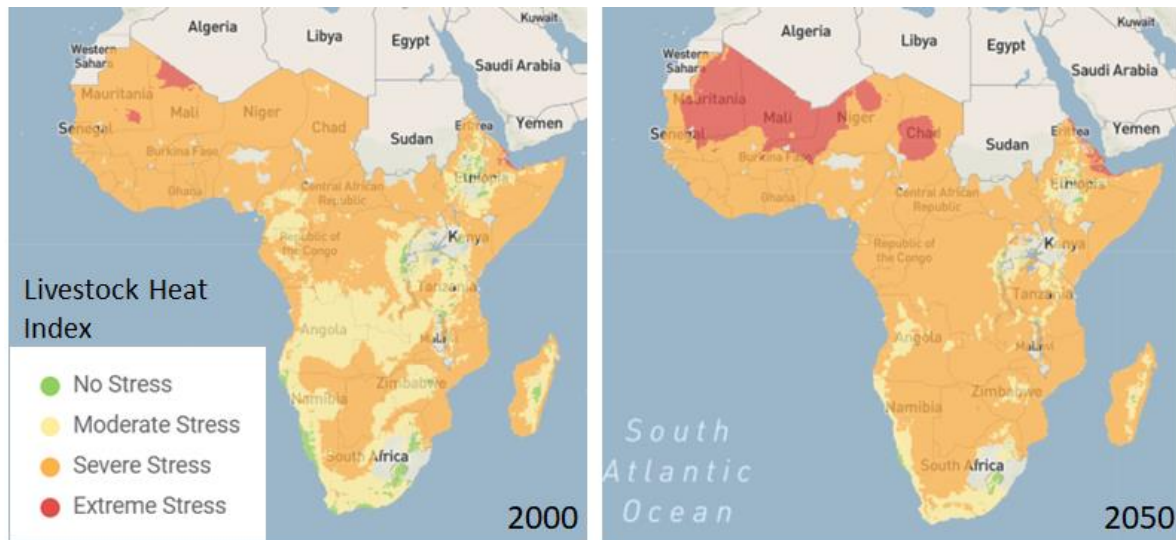 Kuwait
Algeria
Libya
Egypt
Western
Sahara
Saudi Arabia
Mauritania
Mali
Niger
Chad
Sudan
Eritrea
Yemen
Senegal
Burkina Faso
Ethiopia
Ghana
Central African
Republic
Kenya
Republic of
the Congo
Tanzania
Livestock Heat
Index
Angola
Malawi
No Stress
Zimbabwe
Namibia
Moderate Stress
Severe Stress
South Africa
Extreme Stress
2000
Kuwait
Algeria
Libya
Egypt
Western
Sahara
Saudi Arabia
Mauritania
Mali
Niger
Chad
Sudan
Eritrea
Yemen
Senegal
Burkina Faso
Ethiopia
Ghana
Central African
Republic
Kenya
Republic of
the Congo
Tanzania
Angola
Malawi
Zimbabwe
Namibia
South
Atlantic
Ocean
South Africa
2050